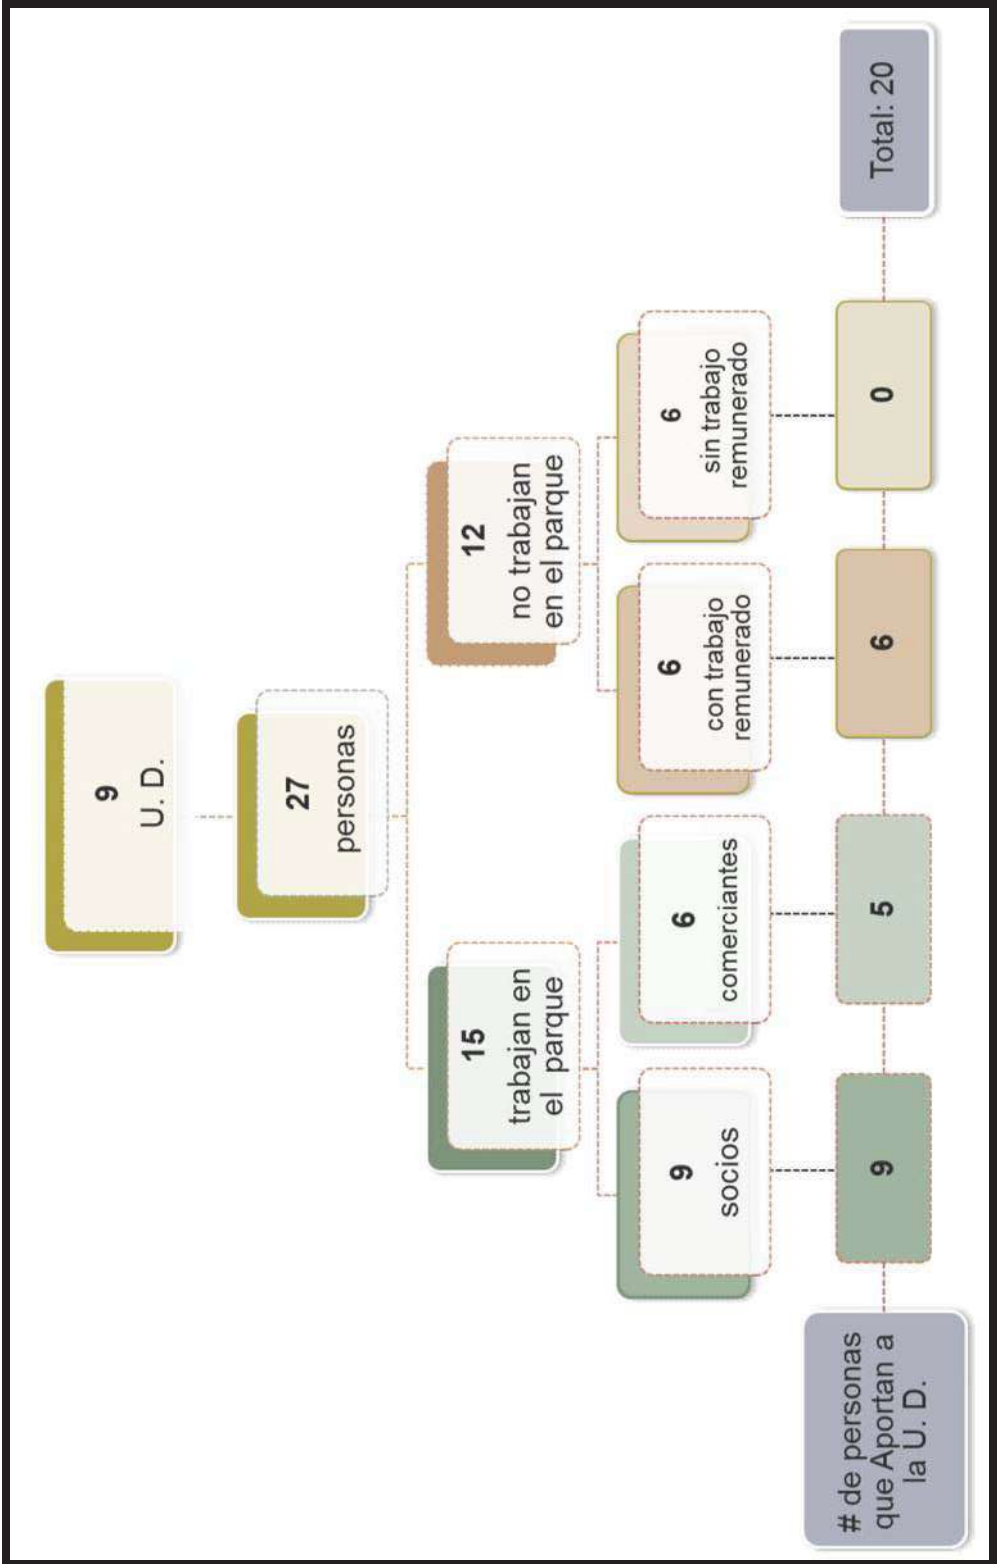 9
U. D.
27
personas
15
trabajan en
el parque
12
no trabajan
en el parque
9
socios
6
comerciantes
6
con trabajo
remunerado
6
sin trabajo
remunerado
# de personas
que Aportan a
la U. D.
9
5
6
0
Total: 20